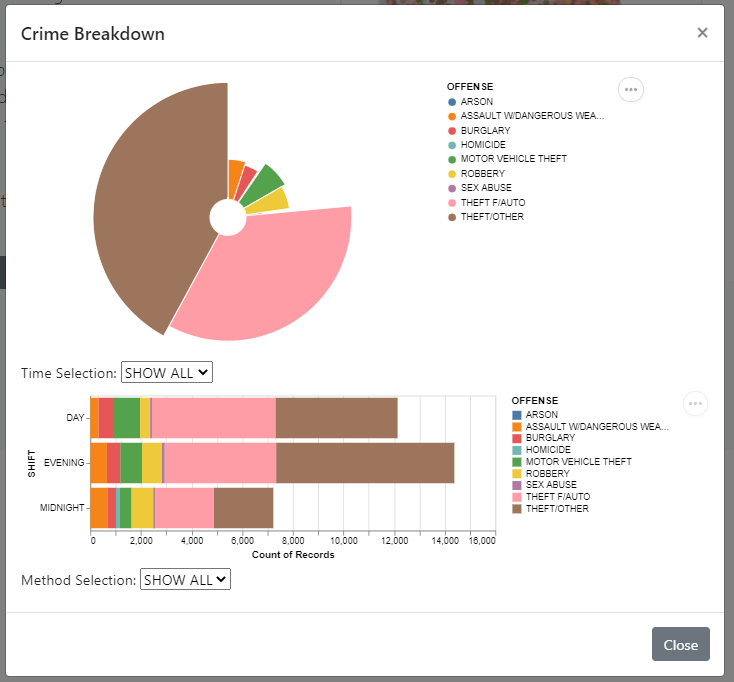 Crime Breakdown ×
OFFENSE
ARSON
ASSAULT W/DANGEROUS WEA...
BURGLARY
HOMICIDE
MOTOR VEHICLE THEFT
ROBBERY
SEX ABUSE
THEFT F/AUTO
THEFT/OTHER
Time Selection: SHOW ALL
OFFENSE
ARSON
ASSAULT W/DANGEROUS WEA...
BURGLARY
HOMICIDE
MOTOR VEHICLE THEFT
ROBBERY
SEX ABUSE
THEFT F/AUTO
THEFT/OTHER
SHIFT
DAY
EVENING
MIDNIGHT
0 2,000 4,000 6,000 8,000 10,000 12,000 14,000 16,000
Count of Records
Method Selection: SHOW ALL
Close